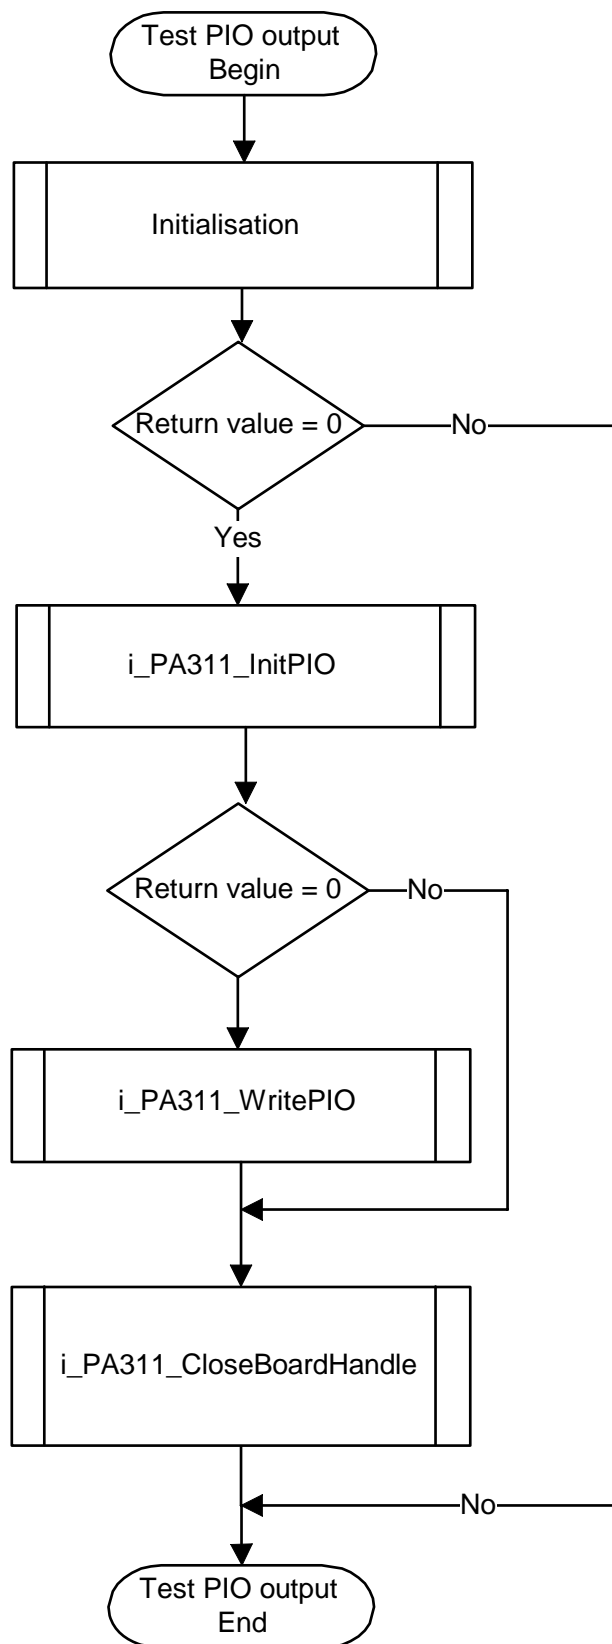 Test PIO output
Begin
Initialisation
Return value = 0
No
Yes
i_PA311_InitPIO
Return value = 0
No
i_PA311_WritePIO
i_PA311_CloseBoardHandle
No
Test PIO output
End